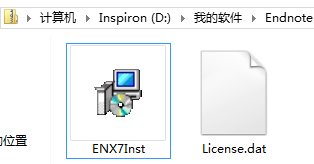 计算机 ▸ Inspiron (D:) ▸ 我的软件 ▸ Endnote
的位置
ENX7Inst
License.dat